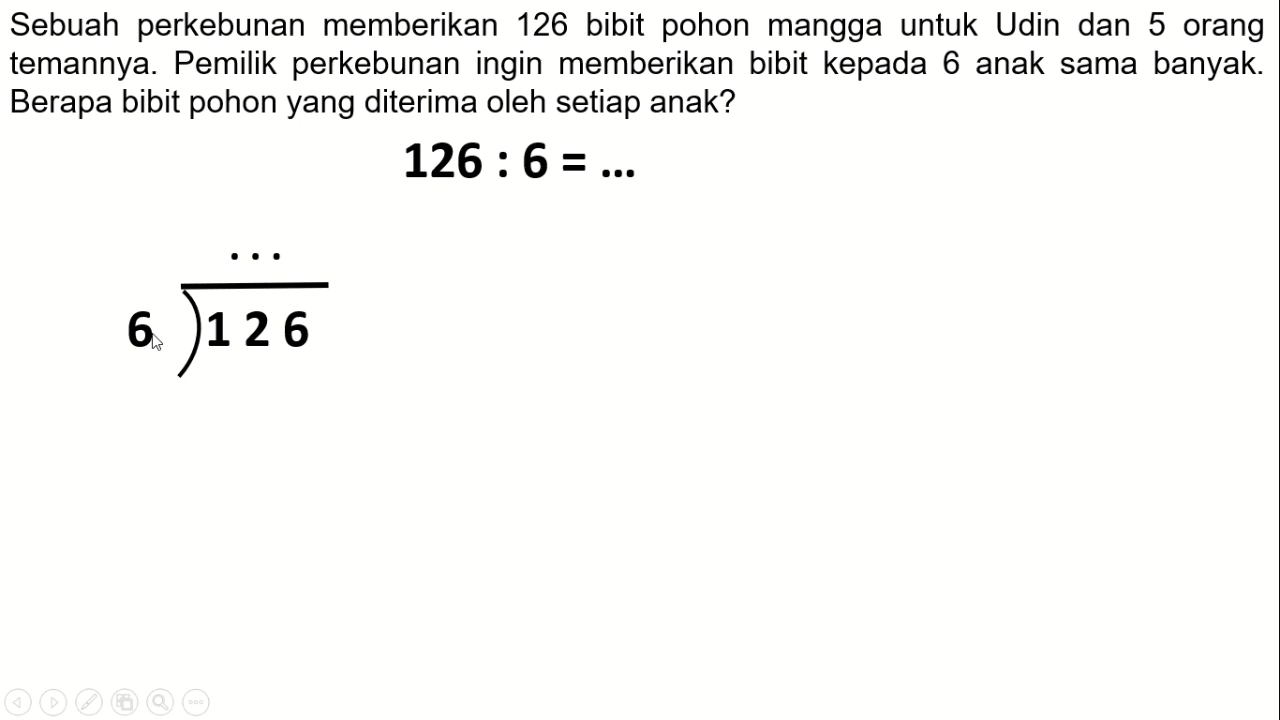 Sebuah perkebunan memberikan 126 bibit pohon mangga untuk Udin dan 5 orang
temannya. Pemilik perkebunan ingin memberikan bibit kepada 6 anak sama banyak.
Berapa bibit pohon yang diterima oleh setiap anak?
126 : 6 = ...
...
6 ) 1 2 6